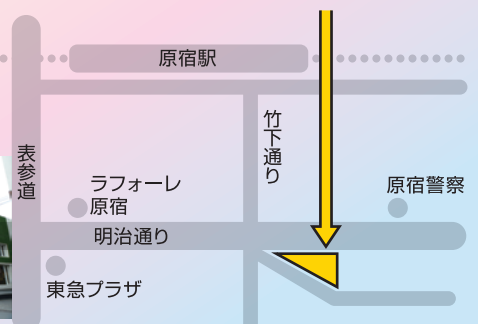 原宿駅
竹下通り
表参道
ラフォーレ
原宿
原宿警察
明治通り
東急プラザ